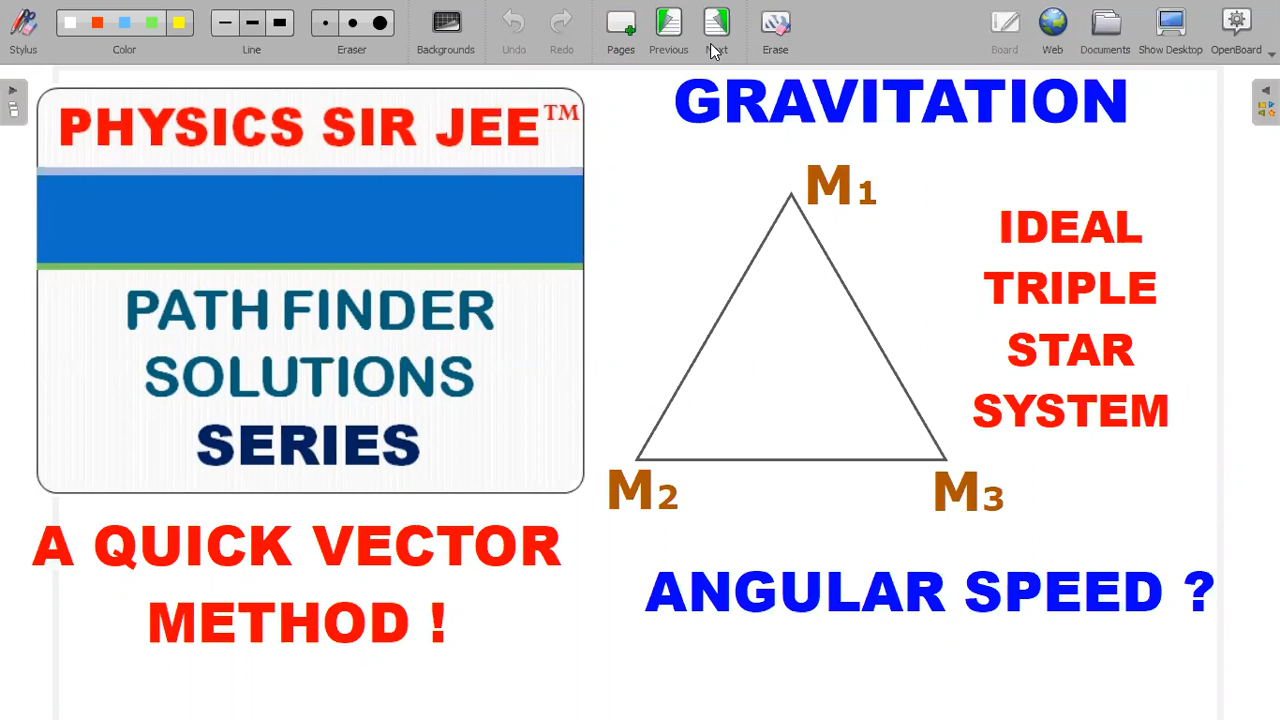 Stylus
Color
Line
Eraser
Backgrounds
Undo
Redo
Pages
Previous
Erase
Board
Web
Documents
Show Desktop
OpenBoard
PHYSICS SIR JEE™
PATH FINDER
SOLUTIONS
SERIES
A QUICK VECTOR
METHOD !
GRAVITATION
M1
M2
M3
IDEAL
TRIPLE
STAR
SYSTEM
ANGULAR SPEED ?